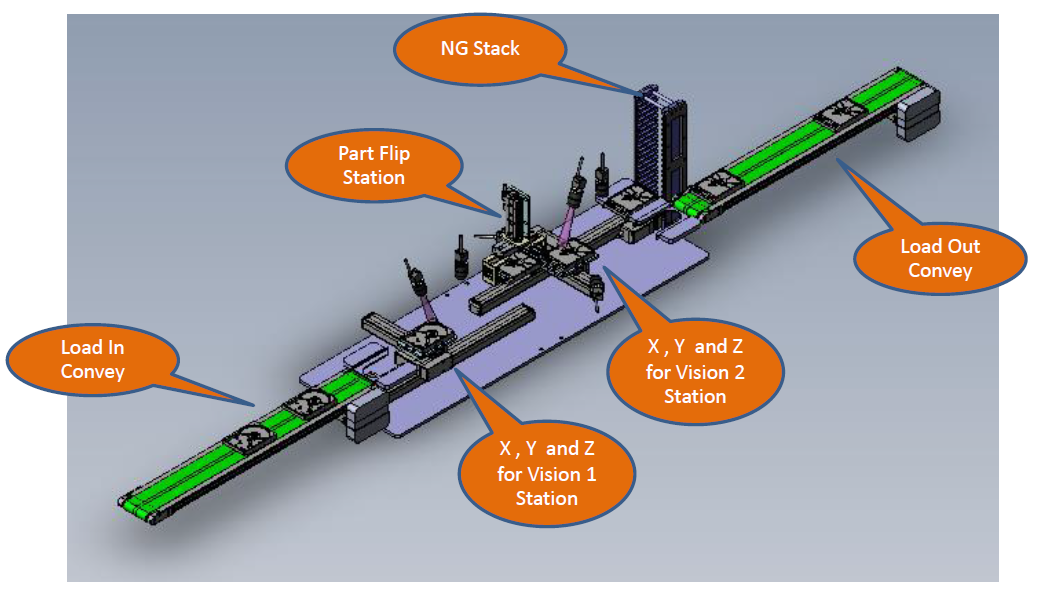 NG Stack
Part Flip
Station
Load Out
Convey
Load In
Convey
X , Y and Z
for Vision 2
Station
X , Y and Z
for Vision 1
Station